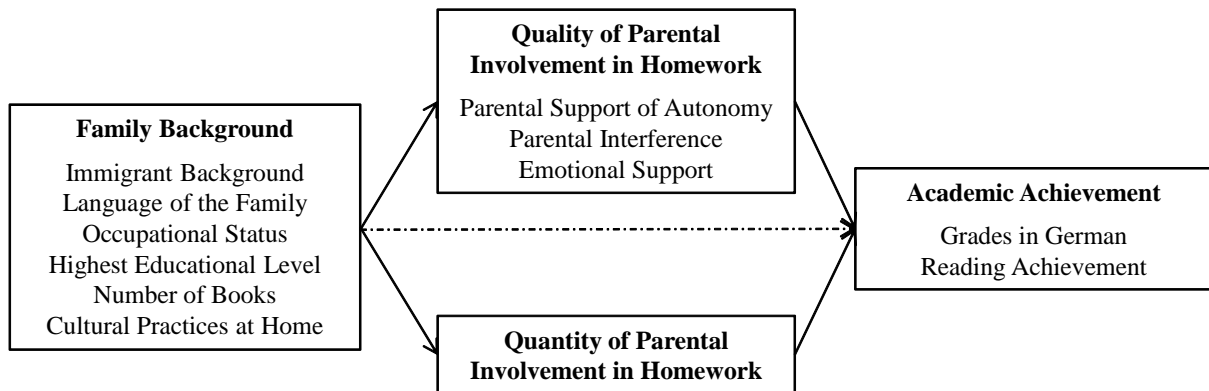 Family Background
Immigrant Background
Language of the Family
Occupational Status
Highest Educational Level
Number of Books
Cultural Practices at Home
Quality of Parental
Involvement in Homework
Parental Support of Autonomy
Parental Interference
Emotional Support
Quantity of Parental
Involvement in Homework
Academic Achievement
Grades in German
Reading Achievement